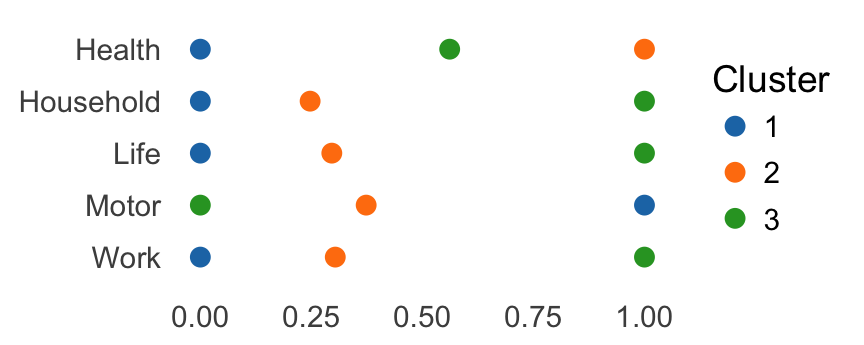 Health
Household
Life
Motor
Work
0.00 0.25 0.50 0.75 1.00
Cluster
1
2
3